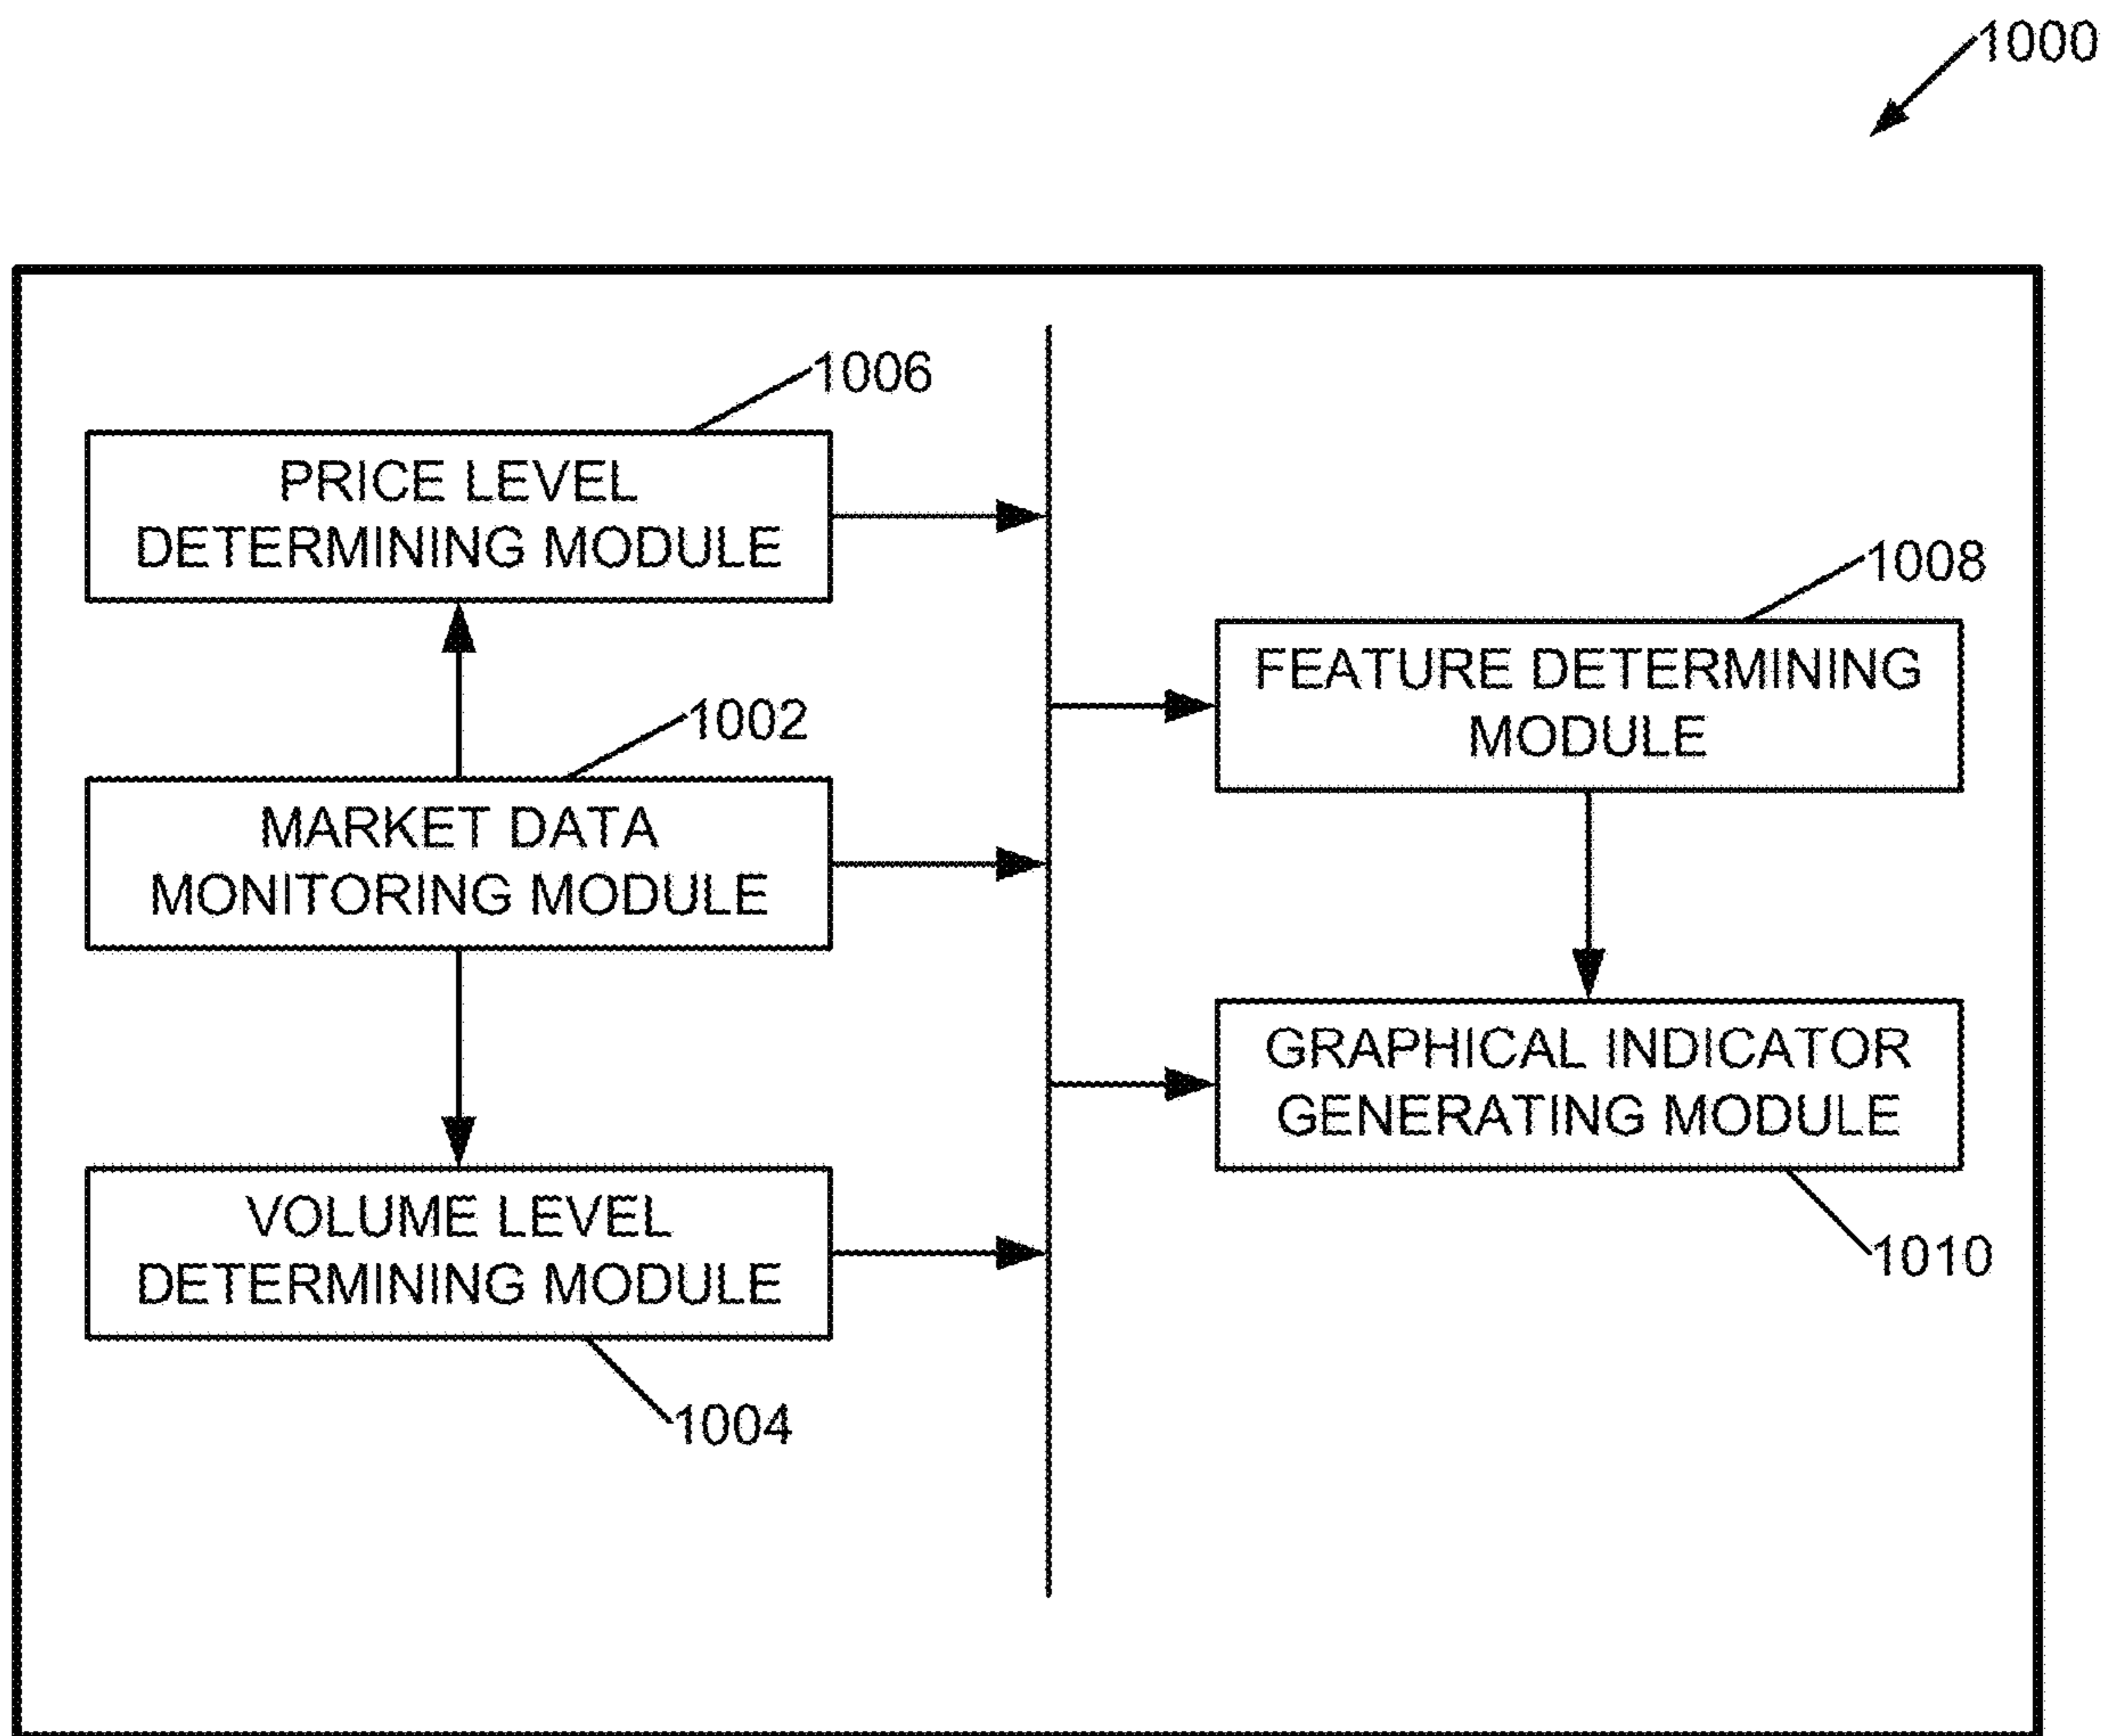 1000
1006
PRICE LEVEL
DETERMINING MODULE
1008
FEATURE DETERMINING
MODULE
1002
MARKET DATA
MONITORING MODULE
GRAPHICAL INDICATOR
GENERATING MODULE
1010
VOLUME LEVEL
DETERMINING MODULE
1004